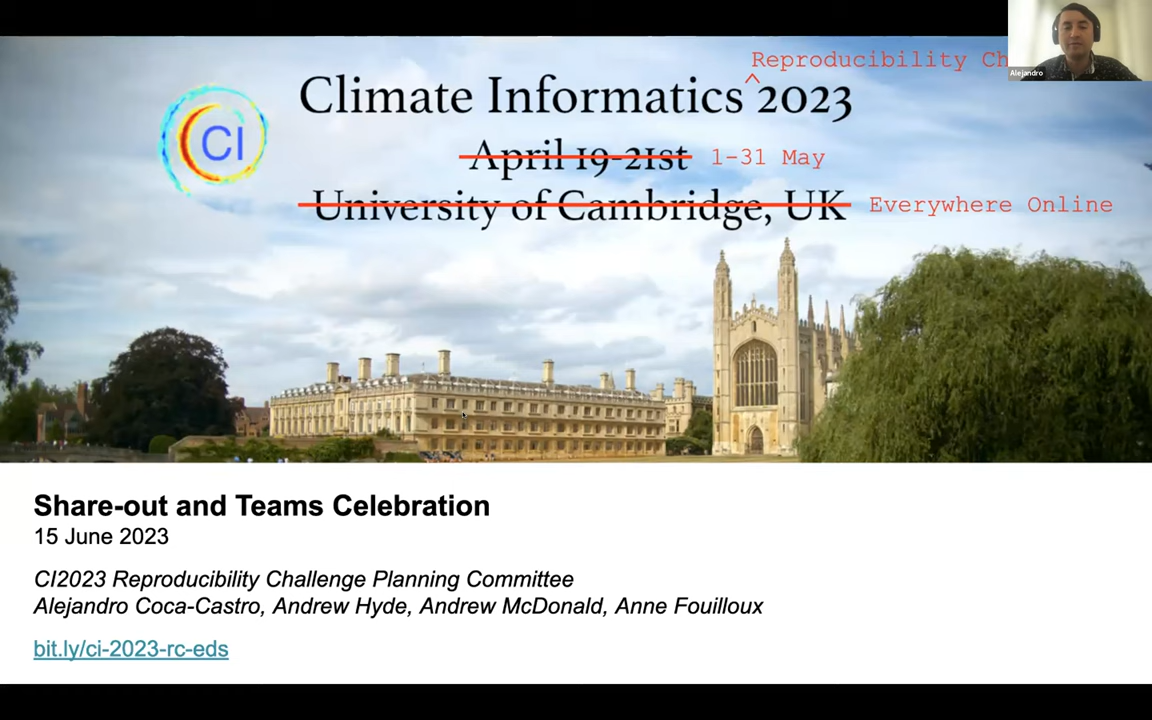 Reproducibility
Alejandro
CI
Climate Informatics ^ 2023
April 19-21st 1-31 May
University of Cambridge, UK Everywhere Online
Share-out and Teams Celebration
15 June 2023
CI2023 Reproducibility Challenge Planning Committee
Alejandro Coca-Castro, Andrew Hyde, Andrew McDonald, Anne Fouilloux
bit.ly/ci-2023-rc-eds